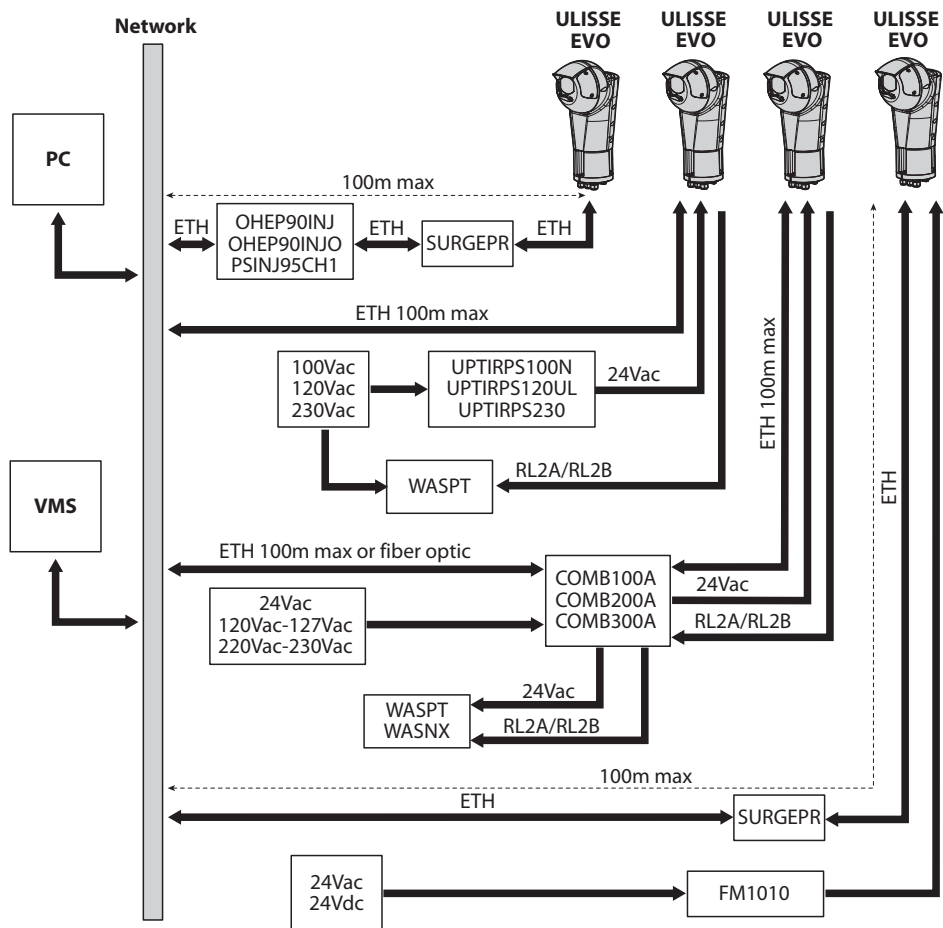 Network
ULISSE
EVO
ULISSE
EVO
ULISSE
EVO
ULISSE
EVO
PC
100m max
ETH
OHEP90INJ
OHEP90INJO
PSINJ95CH1
ETH
SURGEPR
ETH
ETH 100m max
100Vac
120Vac
230Vac
UPTIRPS100N
UPTIRPS120UL
UPTIRPS230
24Vac
ETH 100m max
WASPT
RL2A/RL2B
ETH
VMS
ETH 100m max or fiber optic
24Vac
120Vac-127Vac
220Vac-230Vac
COMB100A
COMB200A
COMB300A
24Vac
RL2A/RL2B
WASPT
WASNX
24Vac
RL2A/RL2B
100m max
ETH
SURGEPR
24Vac
24Vdc
FM1010